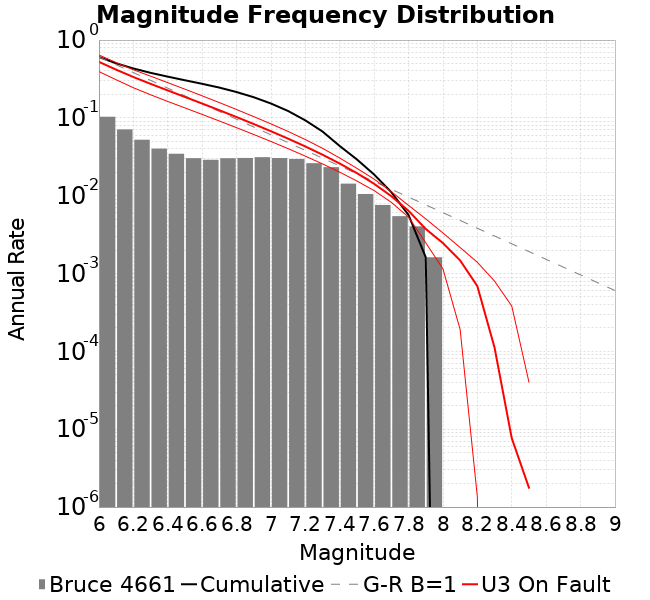 Magnitude Frequency Distribution
Annual Rate
10^0
10^-1
10^-2
10^-3
10^-4
10^-5
10^-6
6 6.2 6.4 6.6 6.8 7 7.2 7.4 7.6 7.8 8 8.2 8.4 8.6 8.8 9
Magnitude
Bruce 4661 Cumulative G-R B=1 U3 On Fault